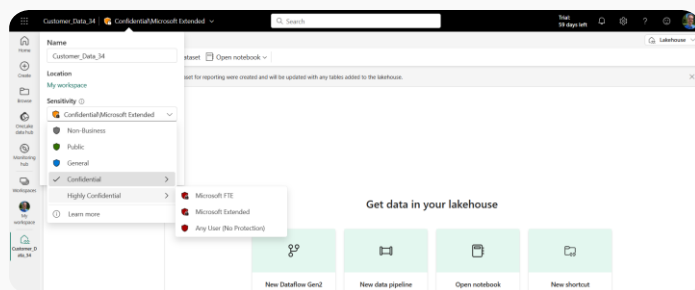 Customer_Data_34 | Confidential\Microsoft Extended
Search
Trial:
59 days left
Home
Create
Browse
OneLake
data hub
Monitoring
hub
Workspaces
My
workspace
Customer_D
ata_34
Name
Customer_Data_34
Location
My workspace
Sensitivity
Confidential\Microsoft Extended
Non-Business
Public
General
Confidential
Highly Confidential
Learn more
Microsoft FTE
Microsoft Extended
Any User (No Protection)
Lakehouse
ataset
Open notebook
aset for reporting were created and will be updated with any tables added to the lakehouse.
Get data in your lakehouse
New Dataflow Gen2
New data pipeline
Open notebook
New shortcut